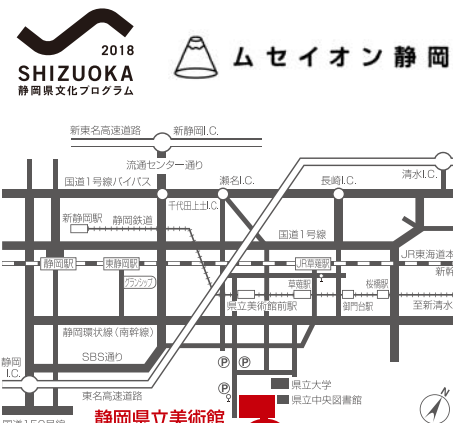 2018
SHIZUOKA
静岡県文化プログラム
ムセイオン静岡
新東名高速道路
新静岡I.C.
流通センター通り
国道1号線バイパス
瀬名I.C.
長崎I.C.
清水I.C.
千代田上土I.C.
新静岡駅
静岡鉄道
国道1号線
JR東海道本
新幹
静岡駅
東静岡駅
JR草薙駅
グランシップ
草薙駅
桜橋駅
県立美術館前駅
御門台駅
至新清水
静岡環状線(南幹線)
静岡
I.C.
SBS通り
P
P
P
県立大学
県立中央図書館
東名高速道路
静岡県立美術館
国道150号線
N